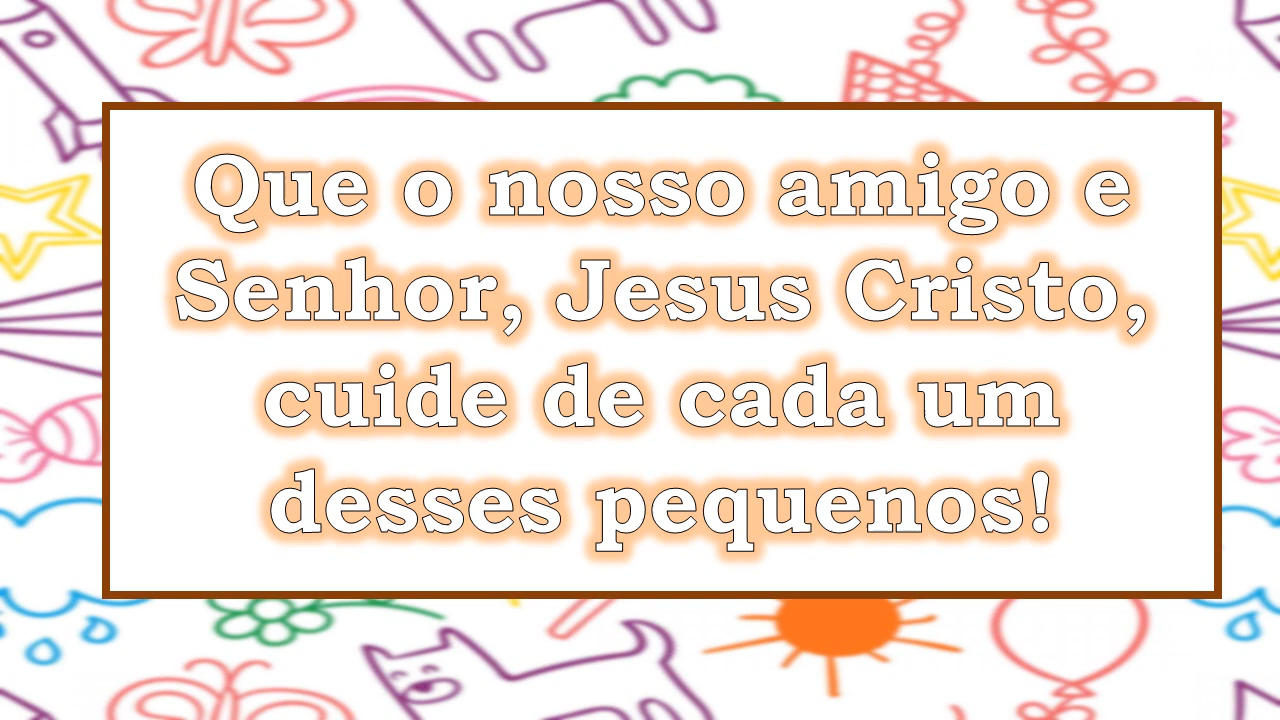 Que o nosso amigo e
Senhor, Jesus Cristo,
cuide de cada um
desses pequenos!